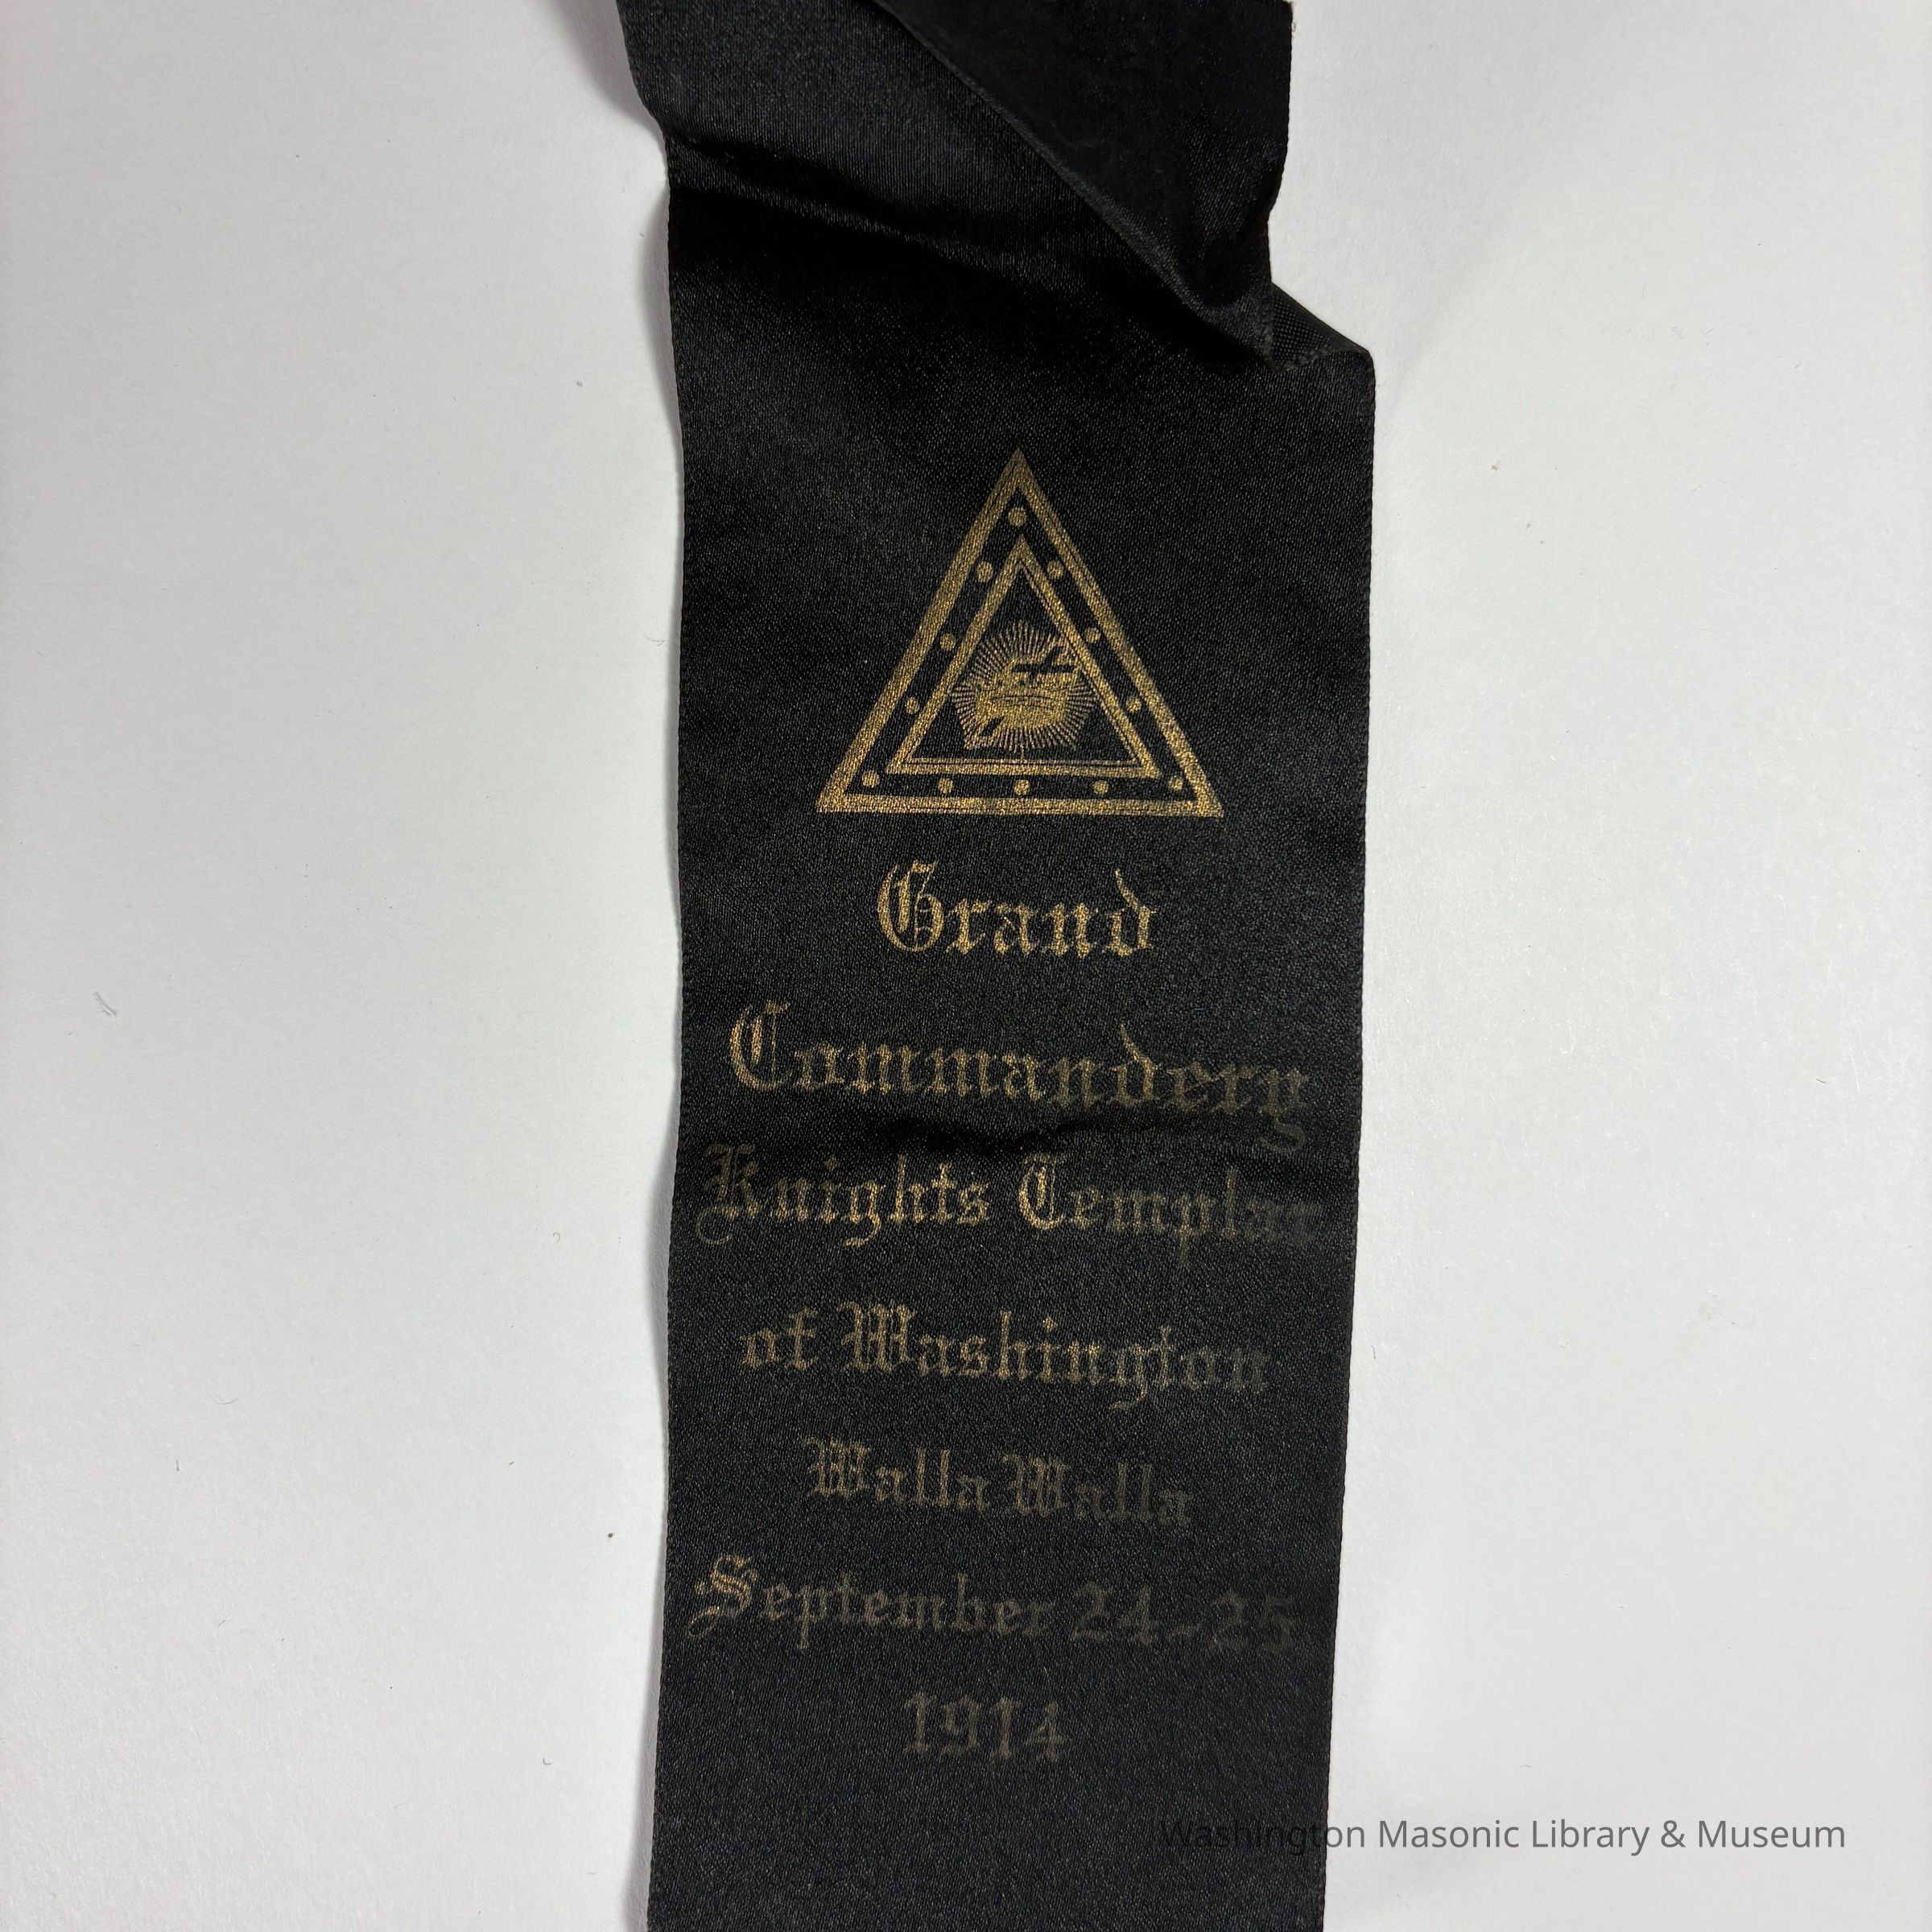 Grand
Commandery
Knights Templar
of Washington
Walla Walla
September 24-25
1914
Washington Masonic Library & Museum